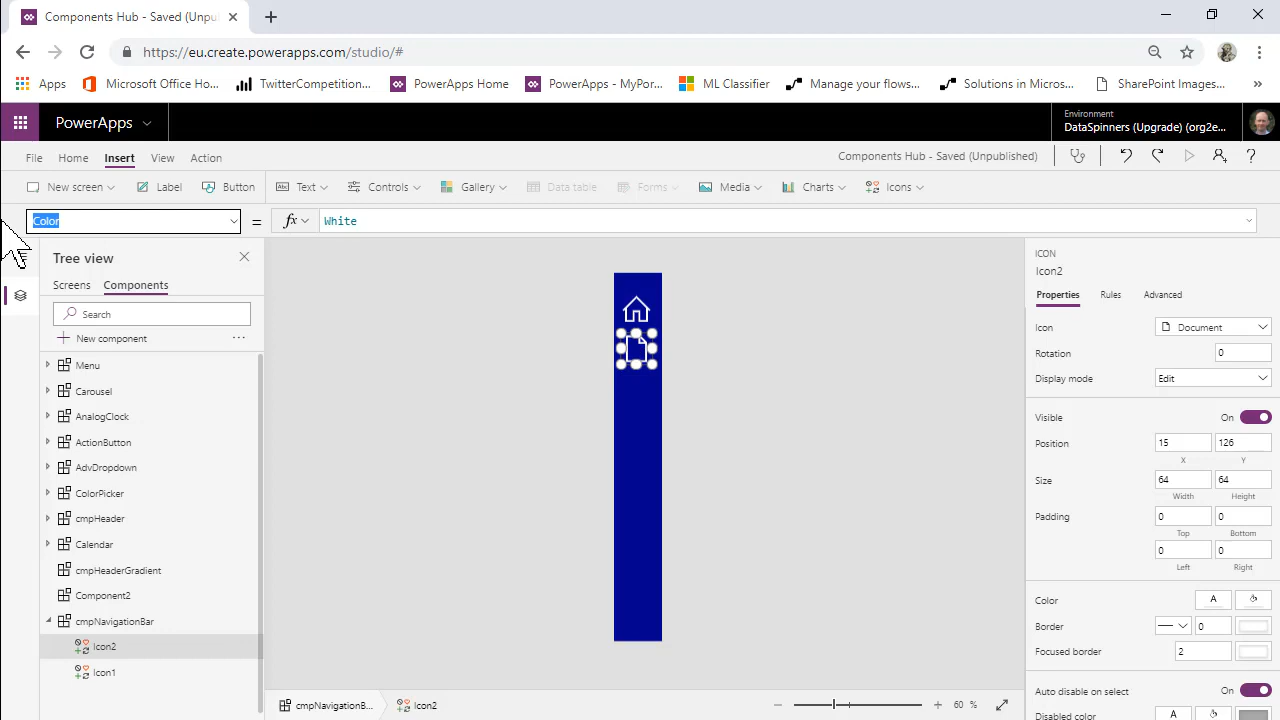 Components Hub - Saved (Unpu
https://eu.create.powerapps.com/studio/#
Apps Microsoft Office Ho... TwitterCompetition... PowerApps Home PowerApps - MyPor... ML Classifier Manage your flows... Solutions in Micros... SharePoint Images... »
PowerApps
Environment
DataSpinners (Upgrade) (org2e...
File Home Insert View Action Components Hub - Saved (Unpublished)
New screen Label Button Text Controls Gallery Data table Forms Media Charts Icons
Color = fx White
Tree view
Screens Components
Search
New component ...
Menu
Carousel
AnalogClock
ActionButton
AdvDropdown
ColorPicker
cmpHeader
Calendar
cmpHeaderGradient
Component2
cmpNavigationBar
Icon2
Icon1
cmpNavigationB... Icon2
60 %
ICON
Icon2
Properties Rules Advanced
Icon Document
Rotation 0
Display mode Edit
Visible On
Position 15 126
X Y
Size 64 64
Width Height
Padding 0 0
Top Bottom
0 0
Left Right
Color A
Border 0
Focused border 2
Auto disable on select On
Disabled color A